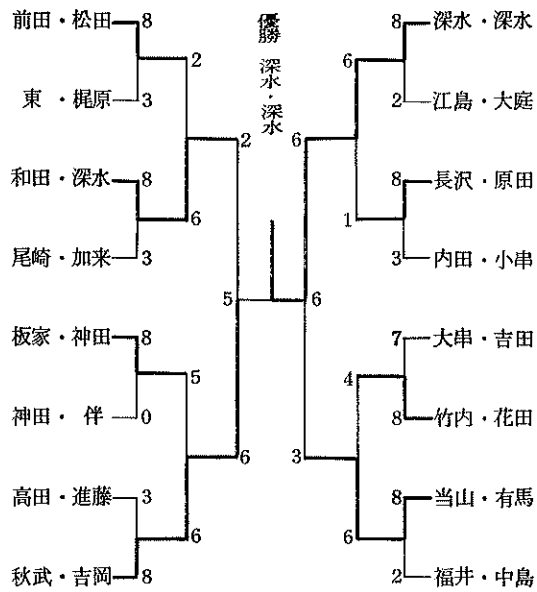 優勝 深水・深水
前田・松田 8
東・梶原 3
和田・深水 8
尾崎・加来 3
板家・神田 8
神田・伴 0
高田・進藤 3
秋武・吉岡 8
2
6
5
6
2
6
5
6
6
3
6
1
4
6
8 深水・深水
2 江島・大庭
8 長沢・原田
3 内田・小串
7 大串・吉田
8 竹内・花田
8 当山・有馬
2 福井・中島